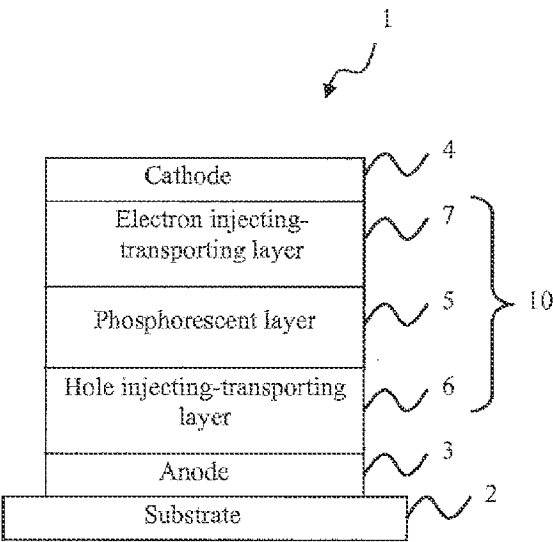 1
Cathode
4
Electron injecting-
transporting layer
7
Phosphorescent layer
5
10
Hole injecting-transporting
layer
6
Anode
3
Substrate
2